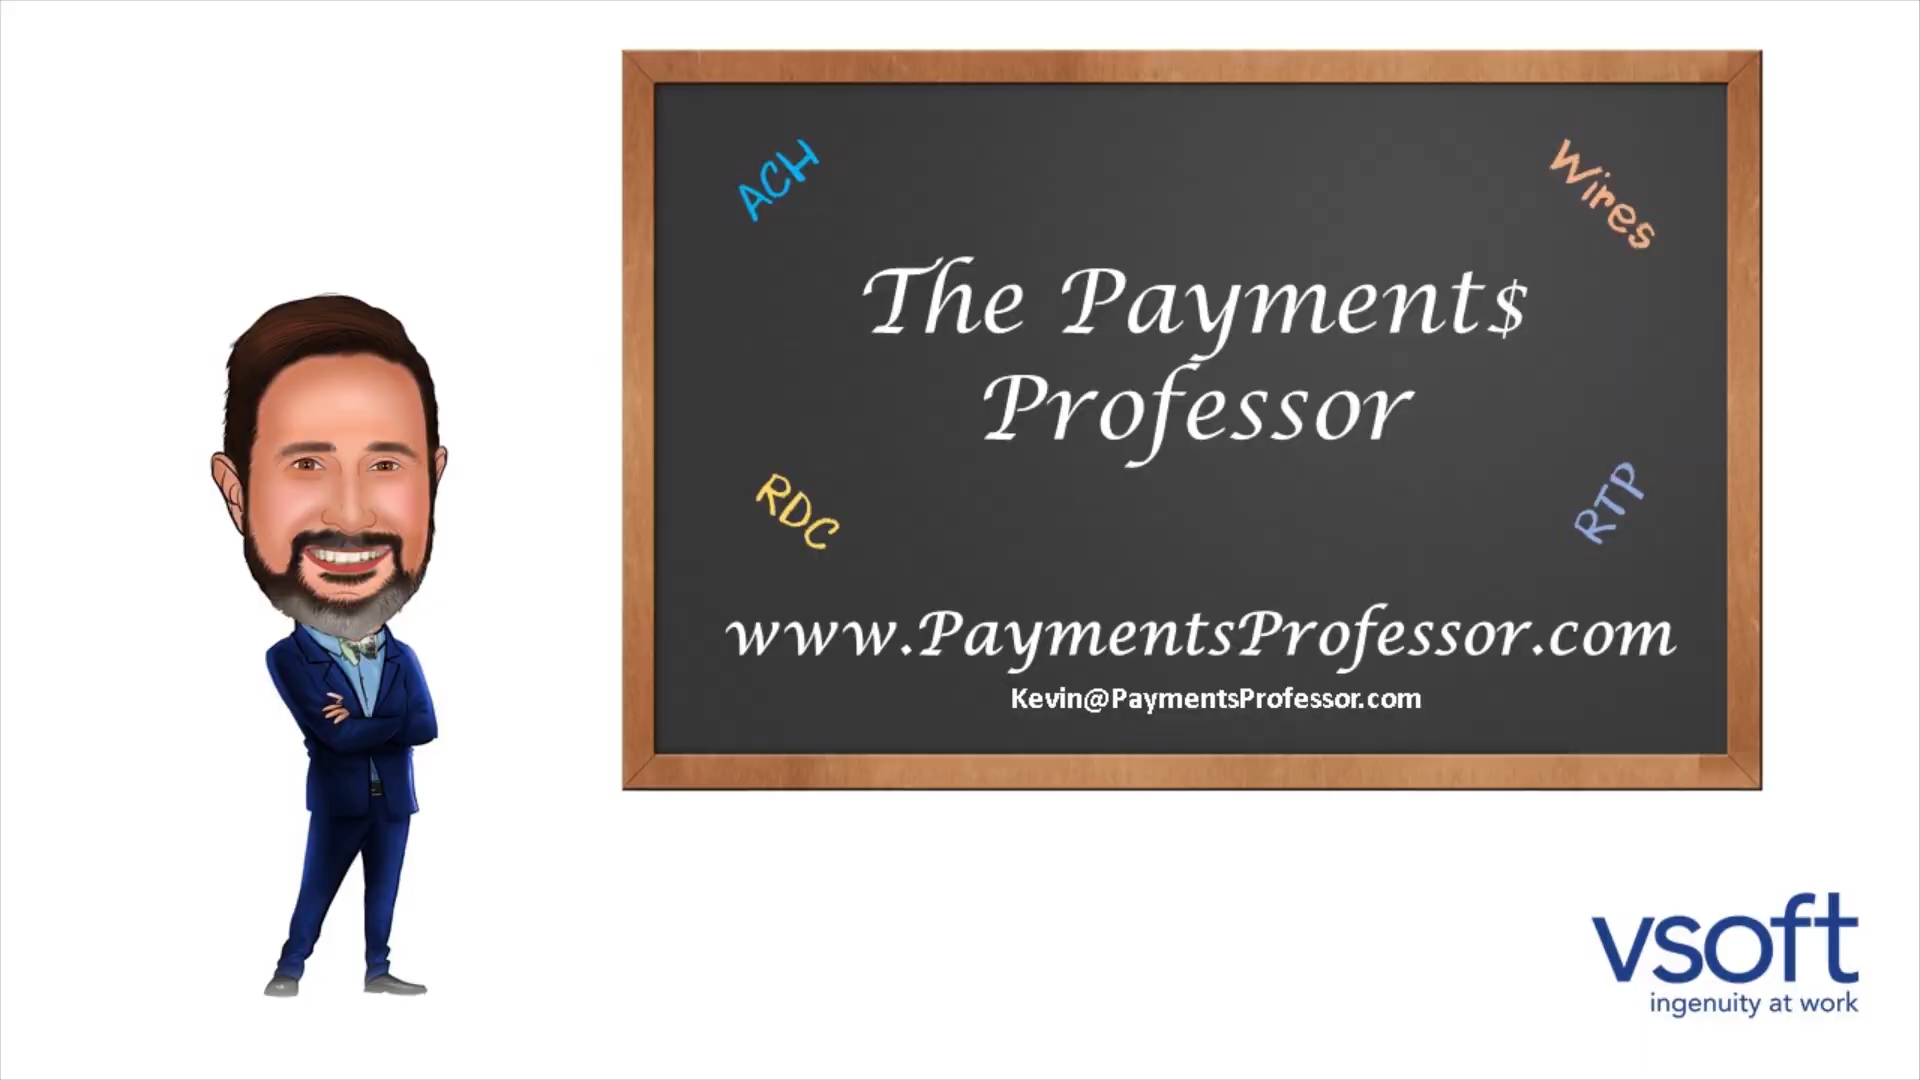 ACH
Wires
The Payment$
Professor
RDC
RTP
www.PaymentsProfessor.com
Kevin@PaymentsProfessor.com
vsoft
ingenuity at work